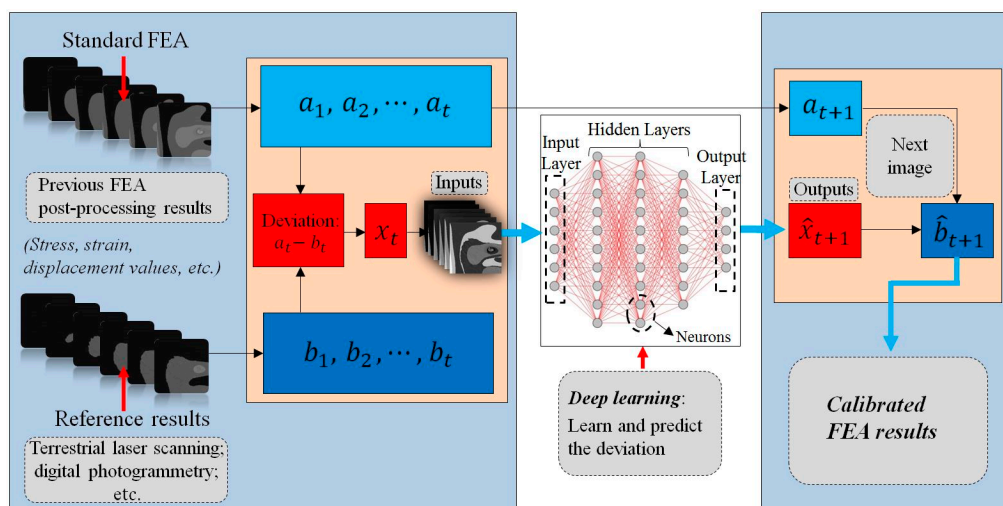 Standard FEA
Previous FEA
post-processing results
(Stress, strain,
displacement values, etc.)
Reference results
Terrestrial laser scanning;
digital photogrammetry;
etc.
a₁, a₂, ⋯, aₜ
Deviation:
aₜ − bₜ
xₜ
Inputs
b₁, b₂, ⋯, bₜ
Hidden Layers
Input
Layer
Output
Layer
Neurons
Deep learning:
Learn and predict
the deviation
aₜ₊₁
Next
image
Outputs
x̂ₜ₊₁
b̂ₜ₊₁
Calibrated
FEA results